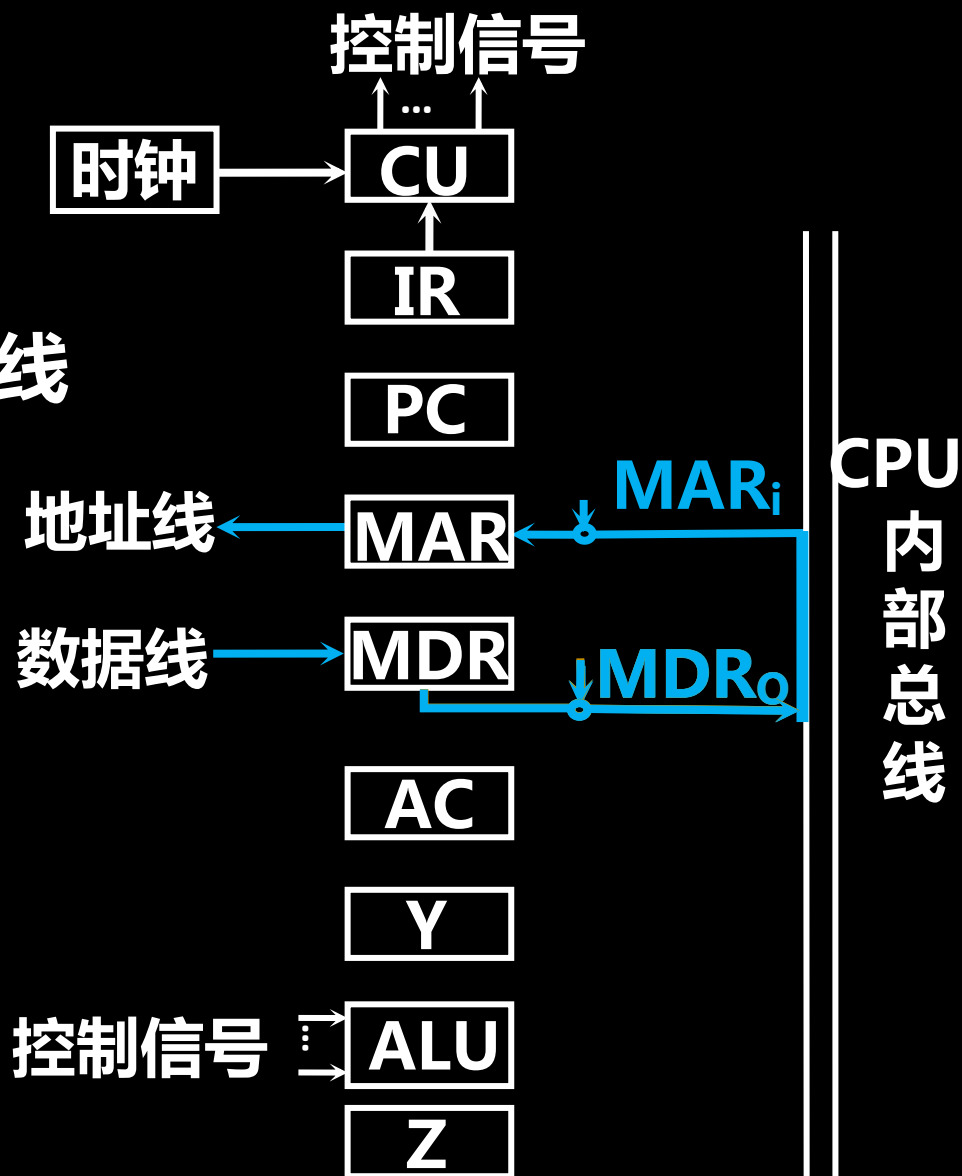 控制信号
...
时钟
CU
IR
线
PC
MARi
CPU
内
部
总
线
地址线
MAR
数据线
MDR
MDRO
AC
Y
控制信号
...
ALU
Z